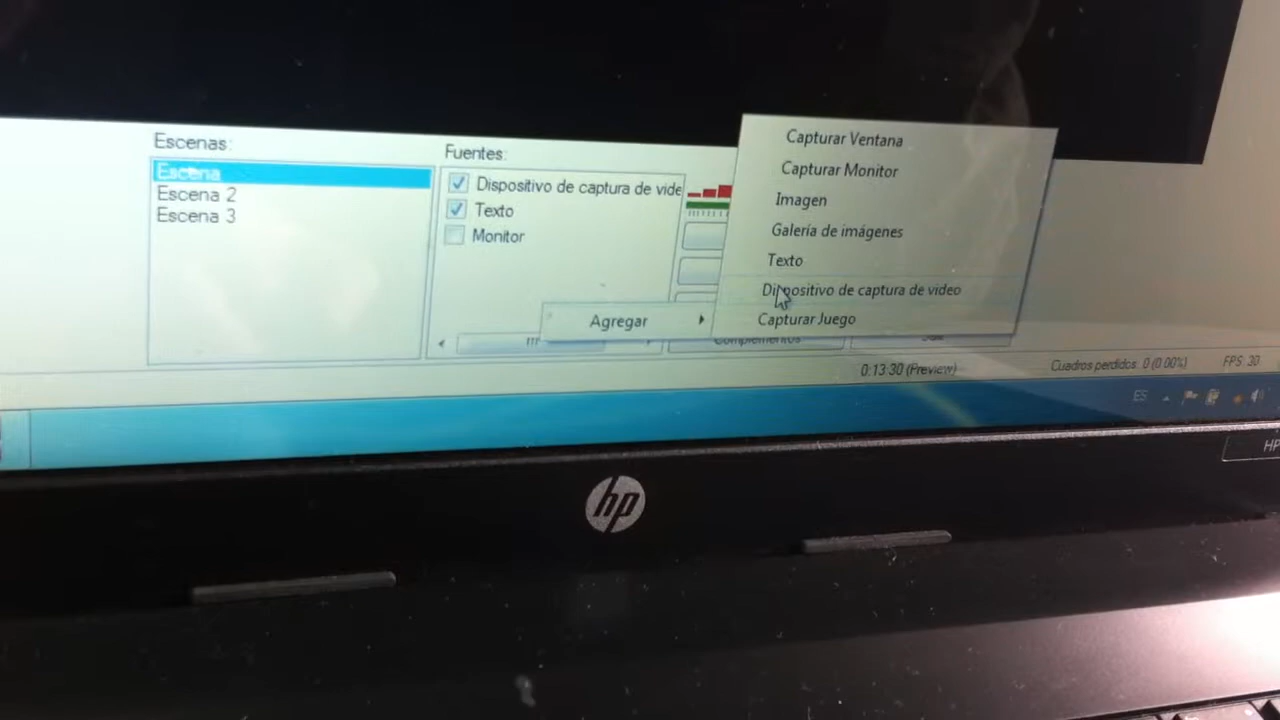 Escenas:
Escena
Escena 2
Escena 3
Fuentes:
Dispositivo de captura de vide
Texto
Monitor
Agregar
Capturar Ventana
Capturar Monitor
Imagen
Galería de imágenes
Texto
Dispositivo de captura de video
Capturar Juego
Complementos
0:13:30 (Preview)
Cuadros perdidos: 0 (0.00%)
FPS: 30
ES
HP
hp